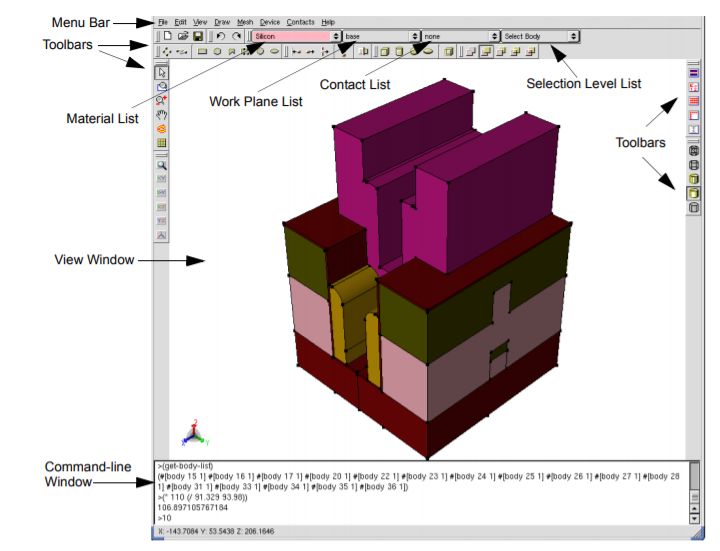 Menu Bar
File Edit View Draw Mesh Device Contacts Help
Toolbars
Silicon
base
none
Select Body
Material List
Work Plane List
Contact List
Selection Level List
Toolbars
View Window
Command-line
Window
>(get-body-list)
(#[body 15 1] #[body 16 1] #[body 17 1] #[body 20 1] #[body 22 1] #[body 23 1] #[body 24 1] #[body 25 1] #[body 26 1] #[body 27 1] #[body 28
1] #[body 31 1] #[body 33 1] #[body 34 1] #[body 35 1] #[body 36 1])
>(* 110 (/ 91.329 93.98))
106.897105767184
>10
X: -143.7084 Y: 53.5438 Z: 206.1646